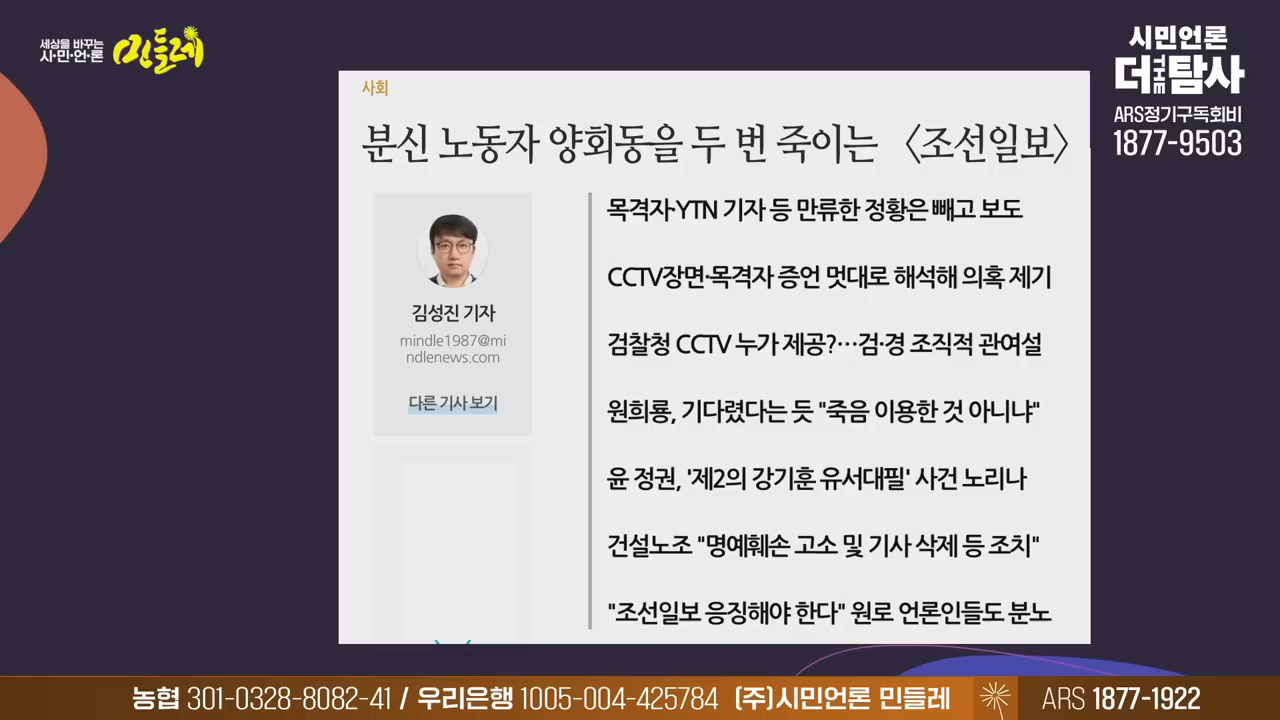 세상을 바꾸는
시·민·언·론
민들레
시민언론
더탐사
ARS정기구독회비
1877-9503
사회
분신 노동자 양회동을 두 번 죽이는 〈조선일보〉
김성진 기자
mindle1987@mi
ndlenews.com
다른 기사 보기
목격자·YTN 기자 등 만류한 정황은 빼고 보도
CCTV장면·목격자 증언 멋대로 해석해 의혹 제기
검찰청 CCTV 누가 제공?…검·경 조직적 관여설
원희룡, 기다렸다는 듯 "죽음 이용한 것 아니냐"
윤 정권, '제2의 강기훈 유서대필' 사건 노리나
건설노조 "명예훼손 고소 및 기사 삭제 등 조치"
"조선일보 응징해야 한다" 원로 언론인들도 분노
농협 301-0328-8082-41 / 우리은행 1005-004-425784 (주)시민언론 민들레
ARS 1877-1922